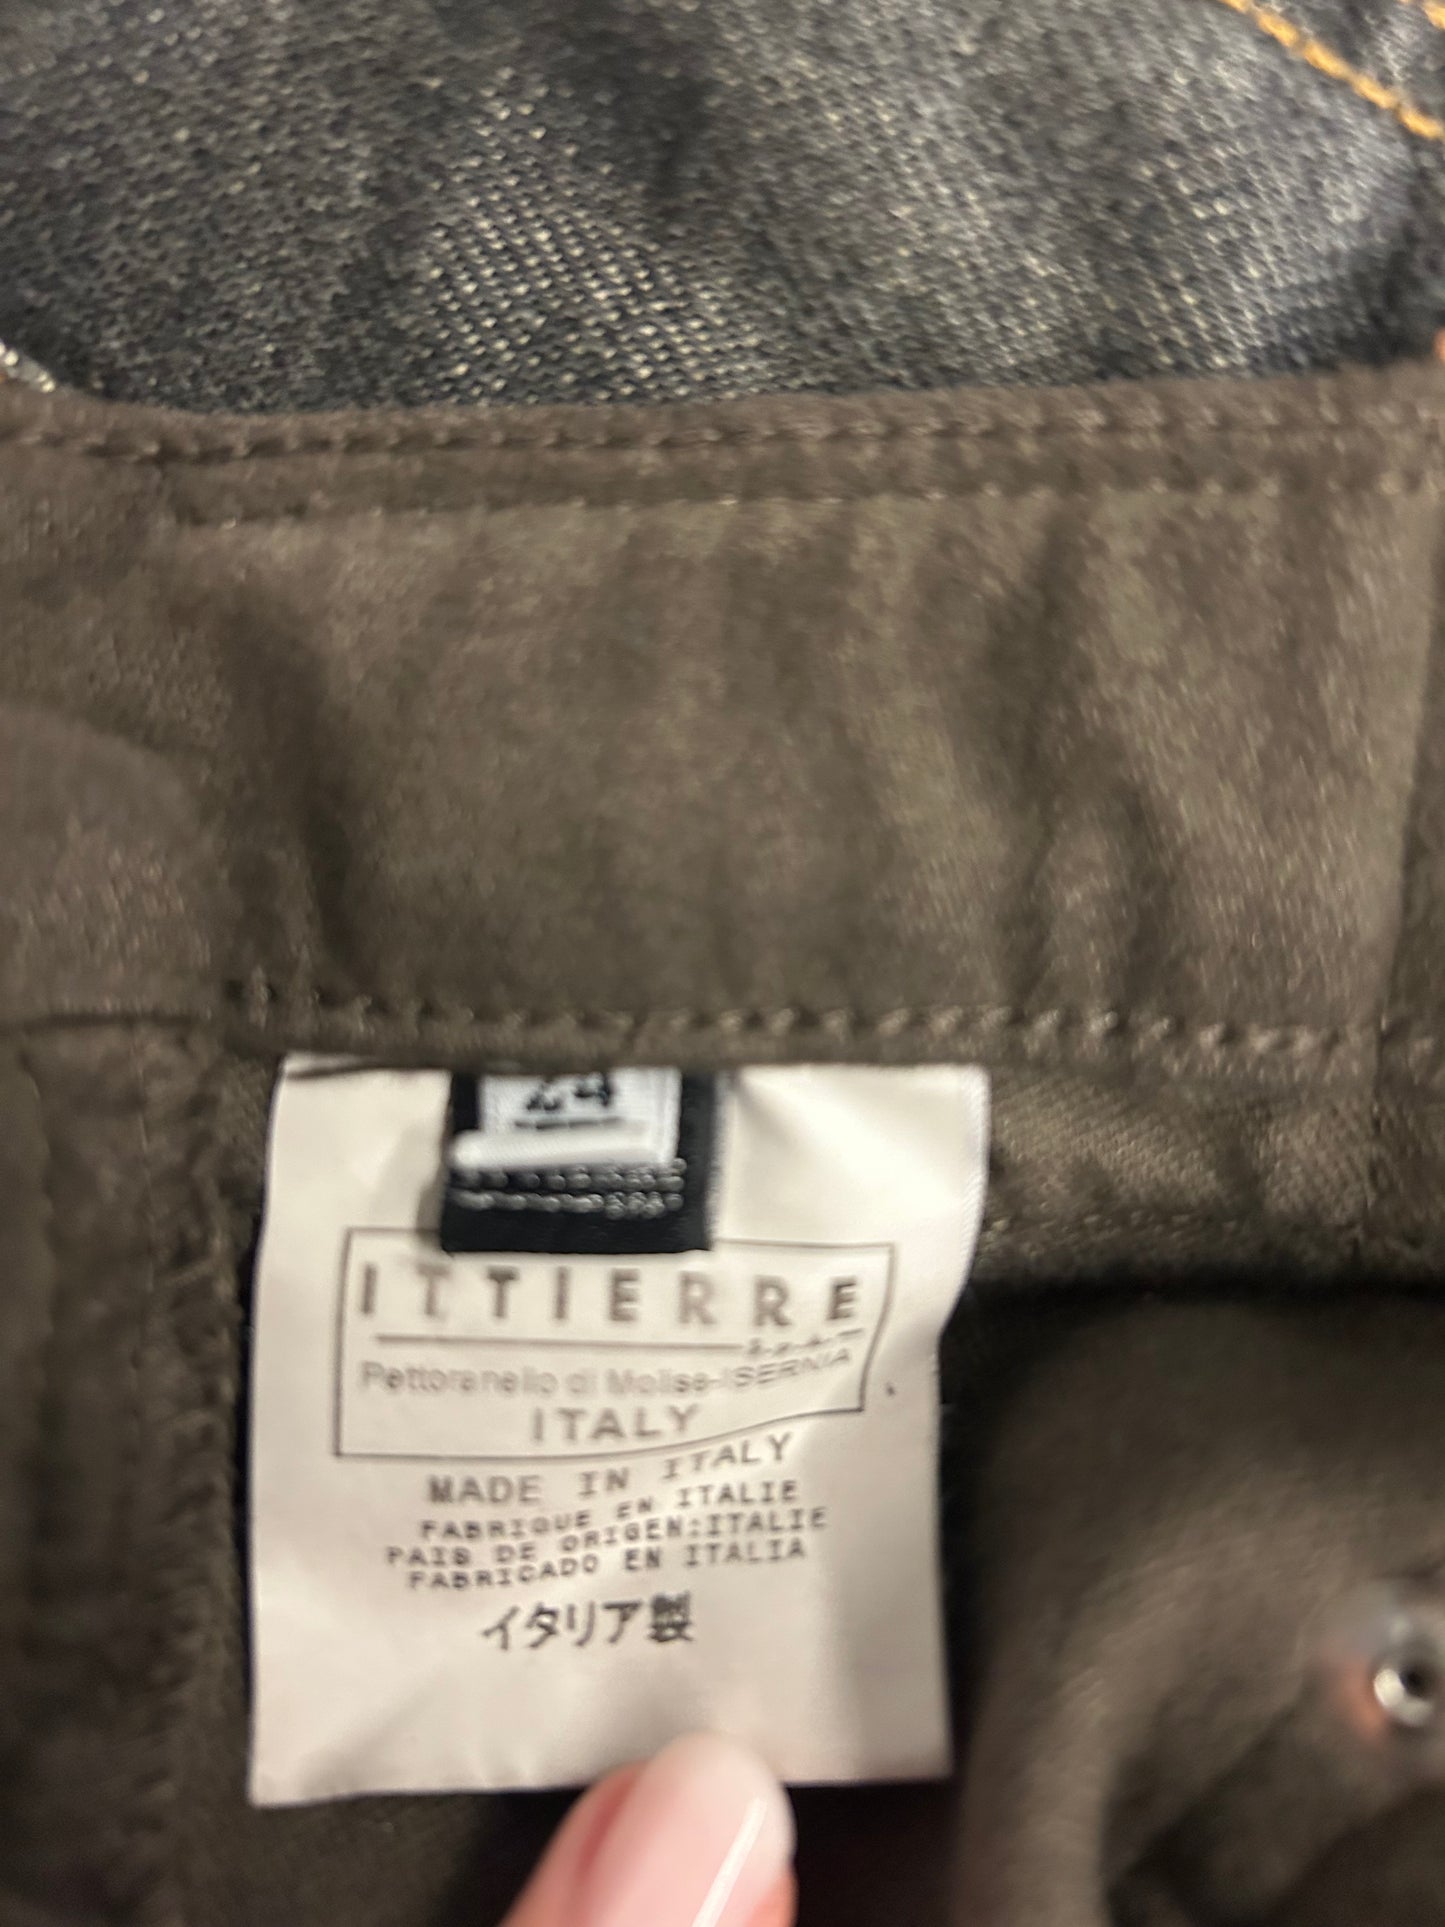 24
ITTIERRE
S.p.A.
Pettoranello di Molise-ISERNIA
ITALY
MADE IN ITALY
FABRIQUE EN ITALIE
PAIS DE ORIGEN:ITALIE
FABRICADO EN ITALIA
イタリア製